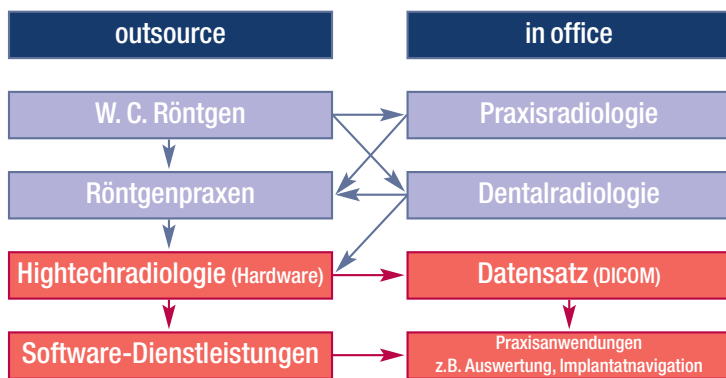 outsource
in office
W. C. Röntgen
Praxisradiologie
Röntgenpraxen
Dentalradiologie
Hightechradiologie (Hardware)
Datensatz (DICOM)
Software-Dienstleistungen
Praxisanwendungen
z.B. Auswertung, Implantatnavigation